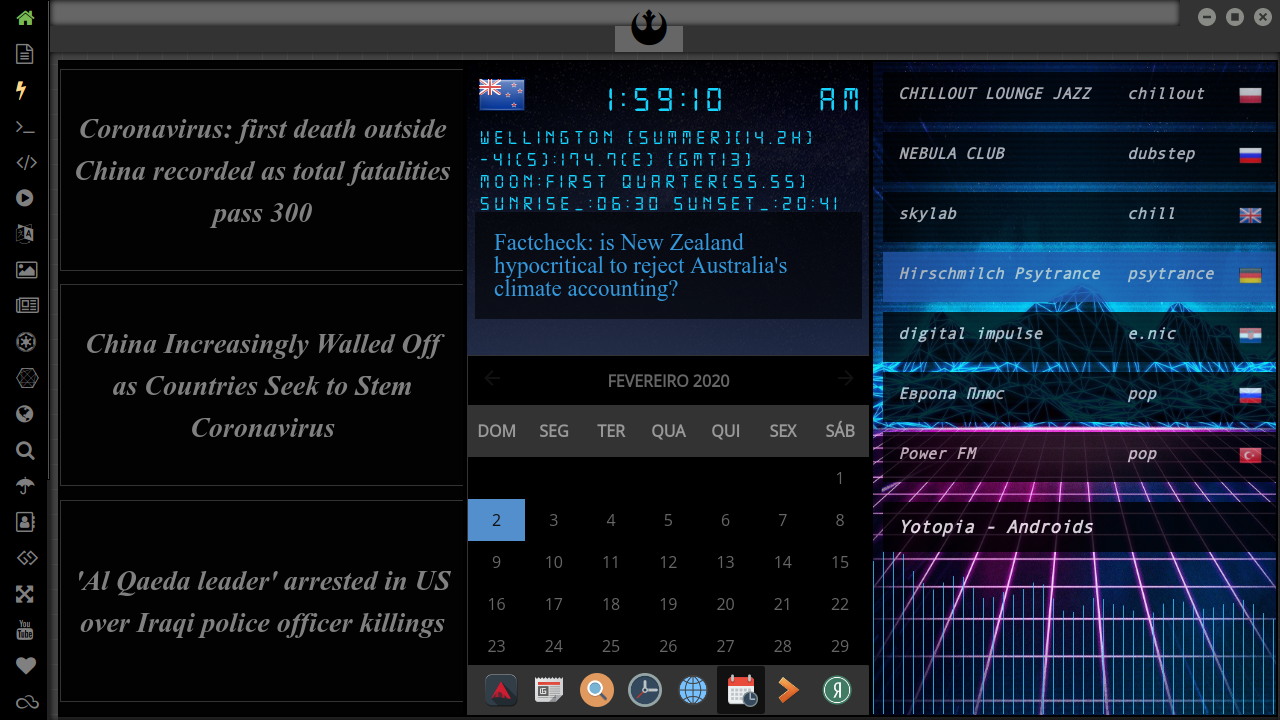 Coronavirus: first death outside
China recorded as total fatalities
pass 300
China Increasingly Walled Off
as Countries Seek to Stem
Coronavirus
'Al Qaeda leader' arrested in US
over Iraqi police officer killings
1:59:10 AM
WELLINGTON (SUMMER)(14.2H)
-41(S):174.7(E) (GMT13)
MOON:FIRST QUARTER(55.55)
SUNRISE_:06:30 SUNSET_:20:41
Factcheck: is New Zealand
hypocritical to reject Australia's
climate accounting?
FEVEREIRO 2020
DOM SEG TER QUA QUI SEX SÁB
1
2 3 4 5 6 7 8
9 10 11 12 13 14 15
16 17 18 19 20 21 22
23 24 25 26 27 28 29
CHILLOUT LOUNGE JAZZ chillout
NEBULA CLUB dubstep
skylab chill
Hirschmilch Psytrance psytrance
digital impulse e.nic
Европа Плюс pop
Power FM pop
Yotopia - Androids
You
Tube
Я